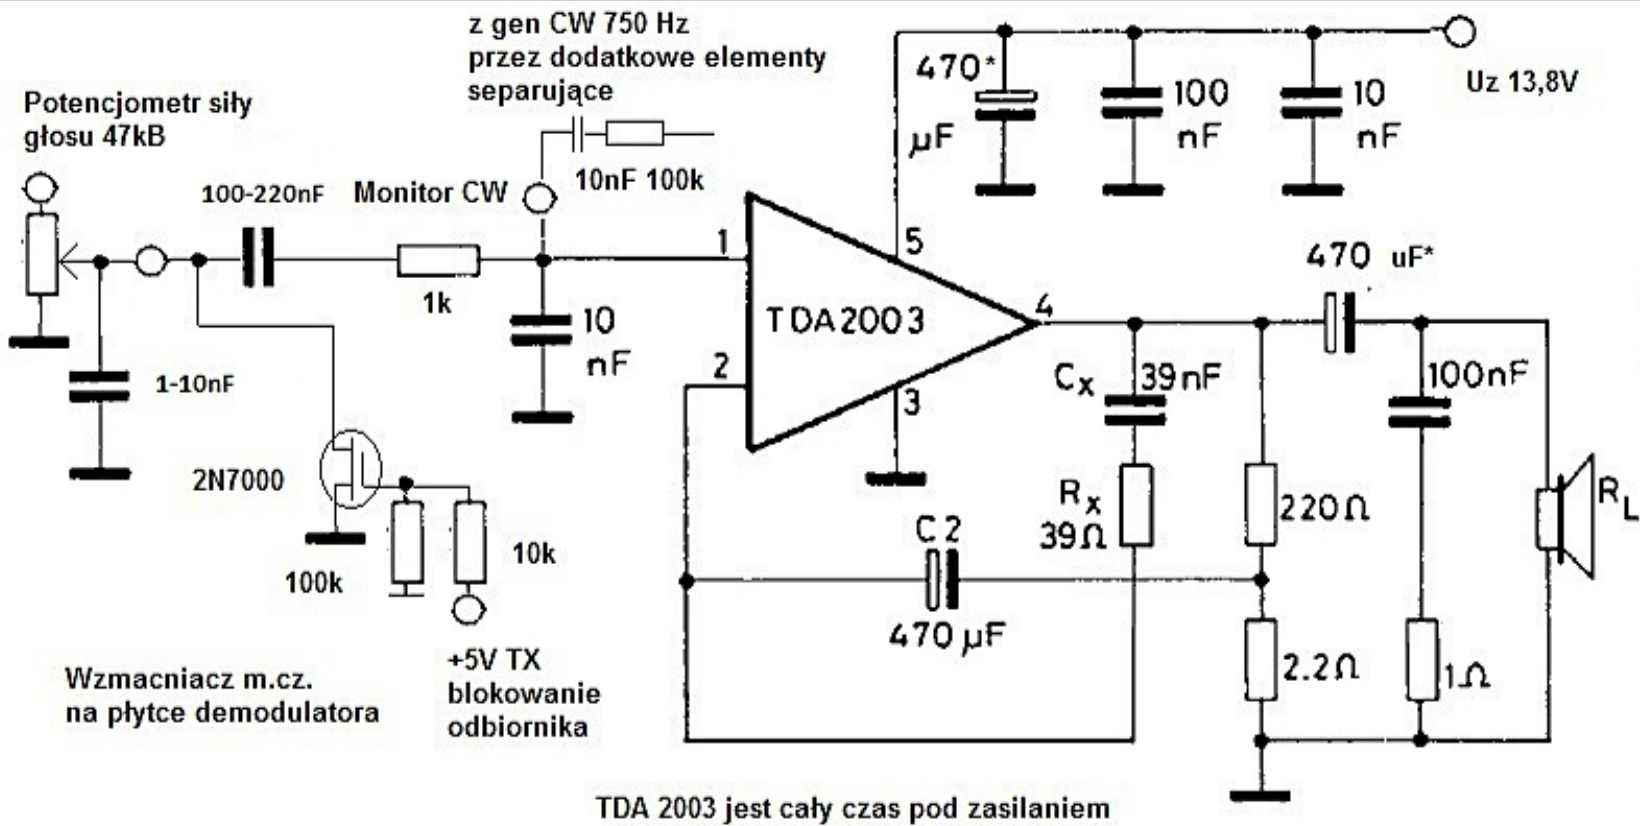 z gen CW 750 Hz
przez dodatkowe elementy
separujące
Potencjometr siły
głosu 47kB
100-220nF
Monitor CW
10nF 100k
470*
µF
100
nF
10
nF
Uz 13,8V
1
5
470 uF*
1k
10
nF
TDA2003
4
2
3
1-10nF
Cx
39nF
100nF
2N7000
Rx
39Ω
220Ω
RL
C2
470 µF
100k
10k
2.2Ω
1Ω
+5V TX
blokowanie
odbiornika
Wzmacniacz m.cz.
na płytce demodulatora
TDA 2003 jest cały czas pod zasilaniem